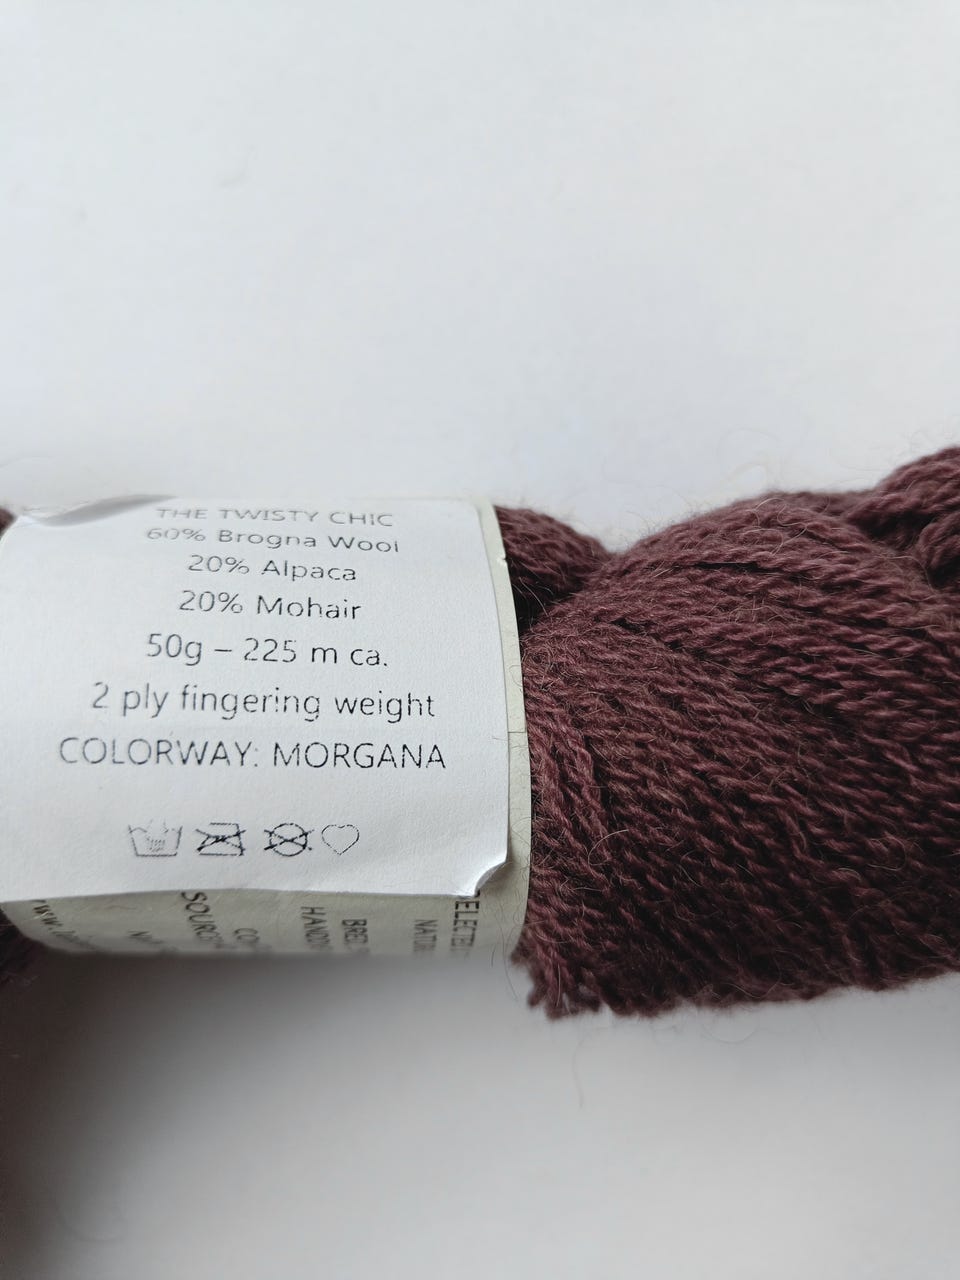 THE TWISTY CHIC
60% Brogna Wool
20% Alpaca
20% Mohair
50g – 225 m ca.
2 ply fingering weight
COLORWAY: MORGANA